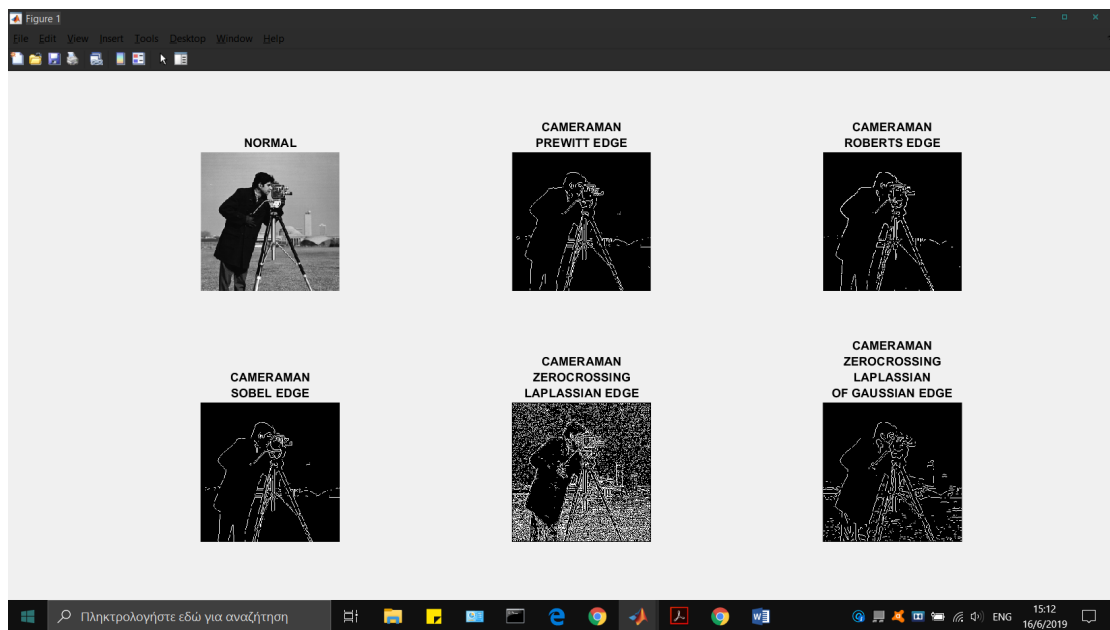 Figure 1
File Edit View Insert Tools Desktop Window Help
NORMAL
CAMERAMAN
PREWITT EDGE
CAMERAMAN
ROBERTS EDGE
CAMERAMAN
SOBEL EDGE
CAMERAMAN
ZEROCROSSING
LAPLASSIAN EDGE
CAMERAMAN
ZEROCROSSING
LAPLASSIAN
OF GAUSSIAN EDGE
Πληκτρολογήστε εδώ για αναζήτηση
ENG
15:12
16/6/2019